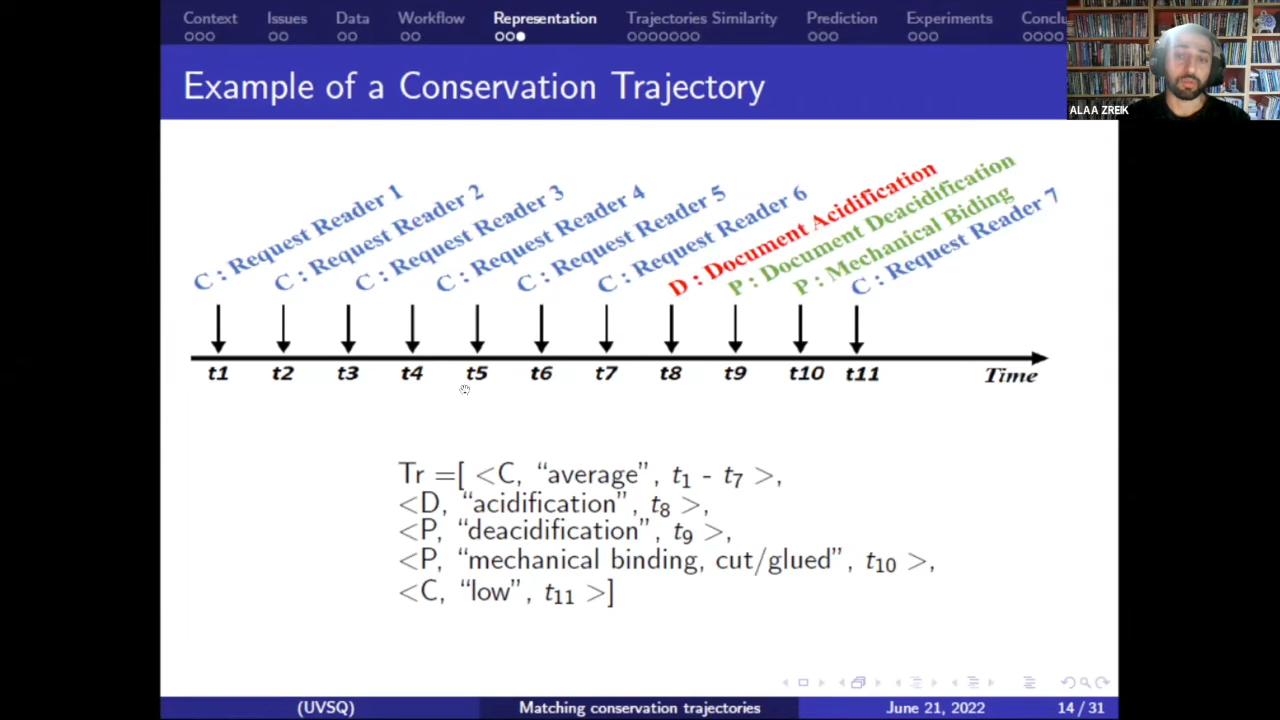 Context Issues Data Workflow Representation Trajectories Similarity Prediction Experiments Conclu
Example of a Conservation Trajectory
ALAA ZREIK
C : Request Reader 1
C : Request Reader 2
C : Request Reader 3
C : Request Reader 4
C : Request Reader 5
C : Request Reader 6
D : Document Acidification
P : Document Deacidification
P : Mechanical Biding
C : Request Reader 7
t1 t2 t3 t4 t5 t6 t7 t8 t9 t10 t11 Time
Tr =[ <C, “average”, t1 - t7 >,
<D, “acidification”, t8 >,
<P, “deacidification”, t9 >,
<P, “mechanical binding, cut/glued”, t10 >,
<C, “low”, t11 >]
(UVSQ) Matching conservation trajectories June 21, 2022 14 / 31